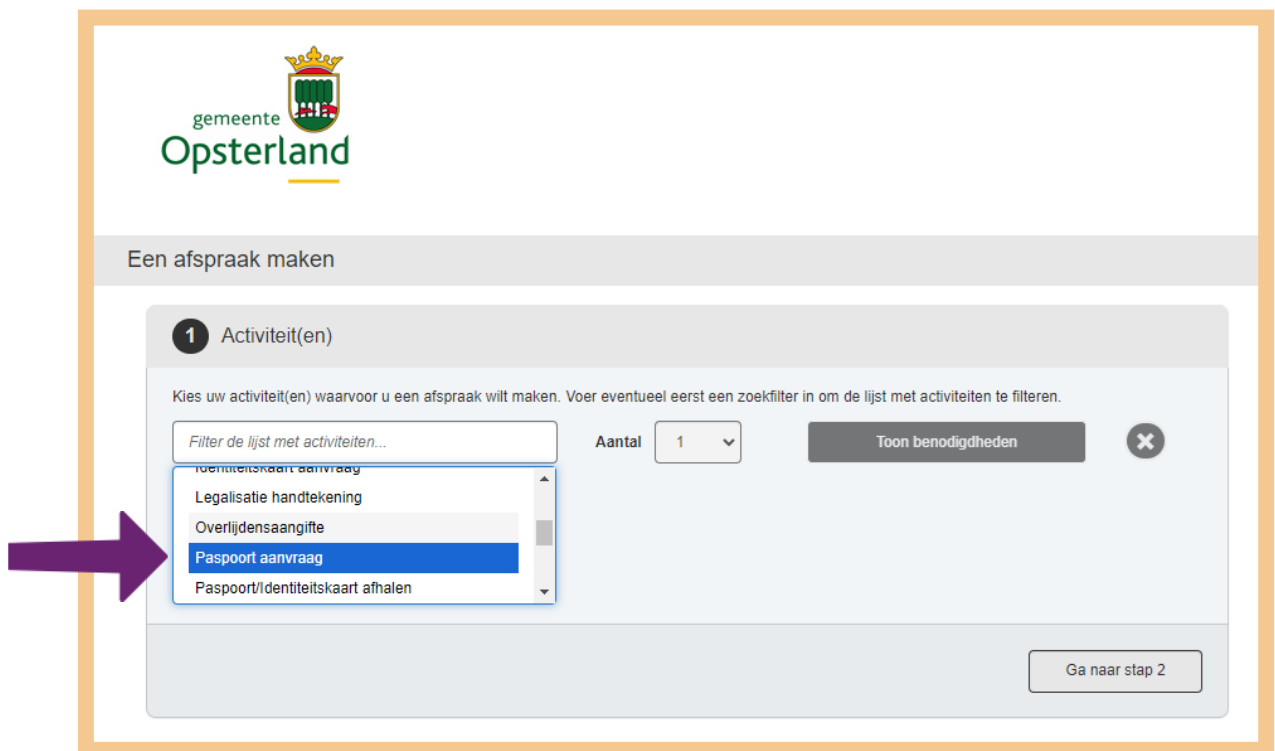 gemeente
Opsterland
Een afspraak maken
1 Activiteit(en)
Kies uw activiteit(en) waarvoor u een afspraak wilt maken. Voer eventueel eerst een zoekfilter in om de lijst met activiteiten te filteren.
Filter de lijst met activiteiten... Aantal 1 Toon benodigdheden
Identiteitskaart aanvraag
Legalisatie handtekening
Overlijdensaangifte
Paspoort aanvraag
Paspoort/Identiteitskaart afhalen
Ga naar stap 2